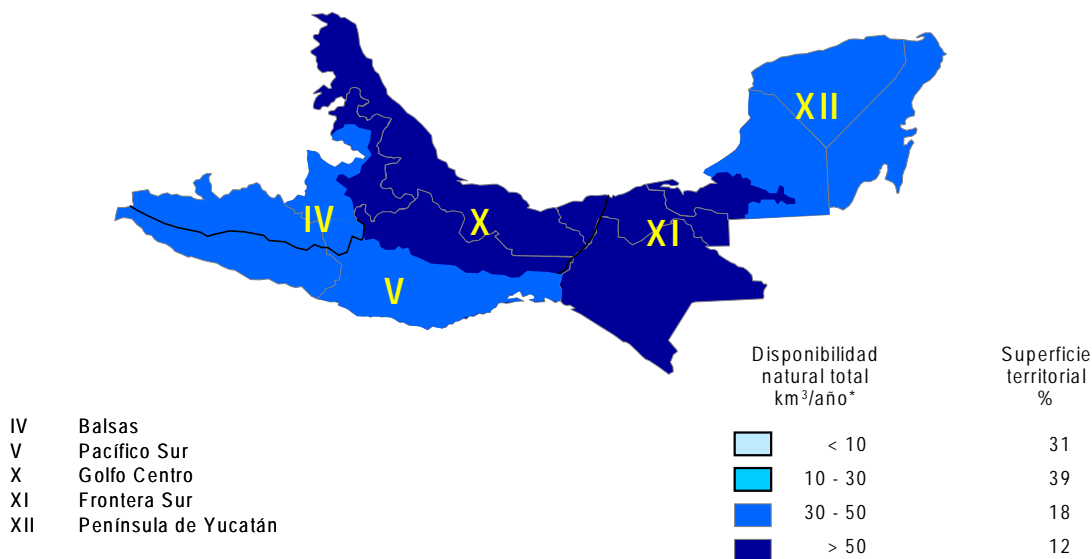 XII
IV
X
XI
V
Disponibilidad
natural total
km³/año*
Superficie
territorial
%
< 10 31
10 - 30 39
30 - 50 18
> 50 12
IV Balsas
V Pacífico Sur
X Golfo Centro
XI Frontera Sur
XII Península de Yucatán